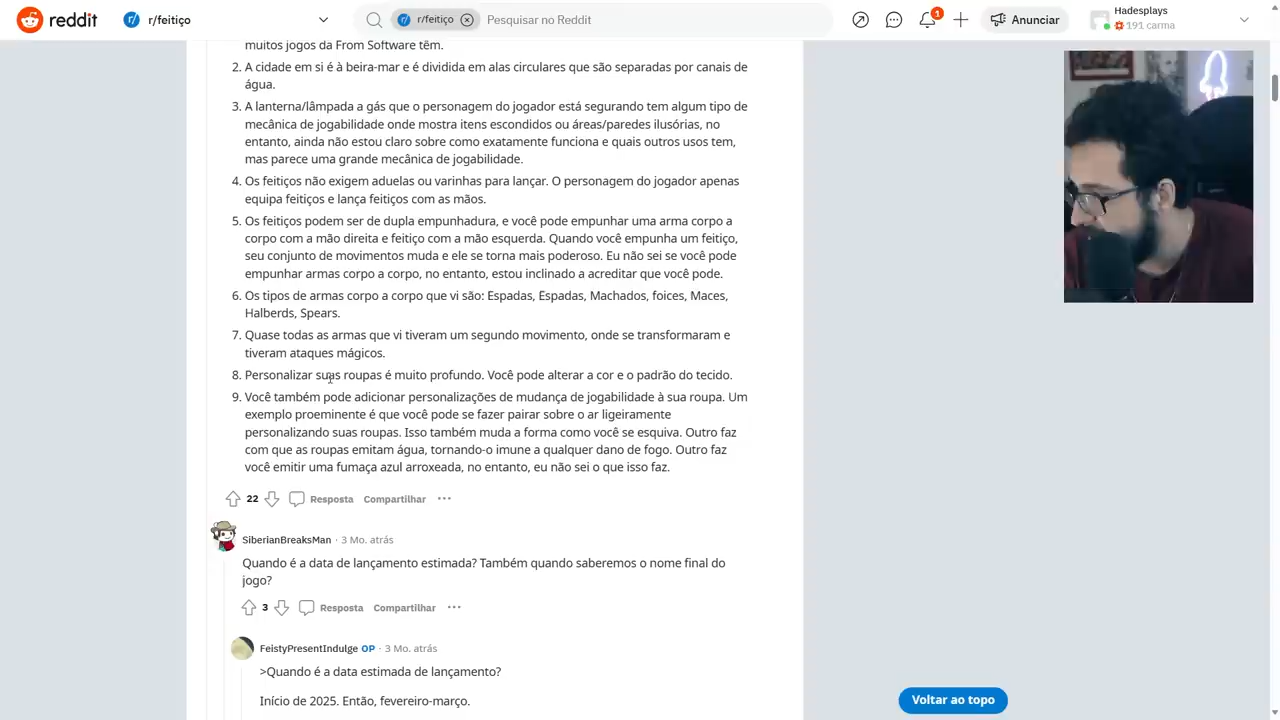 reddit
r/feitiço
r/feitiço
Pesquisar no Reddit
1
Anunciar
Hadesplays
191 carma
muitos jogos da From Software têm.
2. A cidade em si é à beira-mar e é dividida em alas circulares que são separadas por canais de
água.
3. A lanterna/lâmpada a gás que o personagem do jogador está segurando tem algum tipo de
mecânica de jogabilidade onde mostra itens escondidos ou áreas/paredes ilusórias, no
entanto, ainda não estou claro sobre como exatamente funciona e quais outros usos tem,
mas parece uma grande mecânica de jogabilidade.
4. Os feitiços não exigem aduelas ou varinhas para lançar. O personagem do jogador apenas
equipa feitiços e lança feitiços com as mãos.
5. Os feitiços podem ser de dupla empunhadura, e você pode empunhar uma arma corpo a
corpo com a mão direita e feitiço com a mão esquerda. Quando você empunha um feitiço,
seu conjunto de movimentos muda e ele se torna mais poderoso. Eu não sei se você pode
empunhar armas corpo a corpo, no entanto, estou inclinado a acreditar que você pode.
6. Os tipos de armas corpo a corpo que vi são: Espadas, Espadas, Machados, foices, Maces,
Halberds, Spears.
7. Quase todas as armas que vi tiveram um segundo movimento, onde se transformaram e
tiveram ataques mágicos.
8. Personalizar suas roupas é muito profundo. Você pode alterar a cor e o padrão do tecido.
9. Você também pode adicionar personalizações de mudança de jogabilidade à sua roupa. Um
exemplo proeminente é que você pode se fazer pairar sobre o ar ligeiramente
personalizando suas roupas. Isso também muda a forma como você se esquiva. Outro faz
com que as roupas emitam água, tornando-o imune a qualquer dano de fogo. Outro faz
você emitir uma fumaça azul arroxeada, no entanto, eu não sei o que isso faz.
22 Resposta Compartilhar
SiberianBreaksMan · 3 Mo. atrás
Quando é a data de lançamento estimada? Também quando saberemos o nome final do
jogo?
3 Resposta Compartilhar
FeistyPresentIndulge OP · 3 Mo. atrás
>Quando é a data estimada de lançamento?
Início de 2025. Então, fevereiro-março.
Voltar ao topo